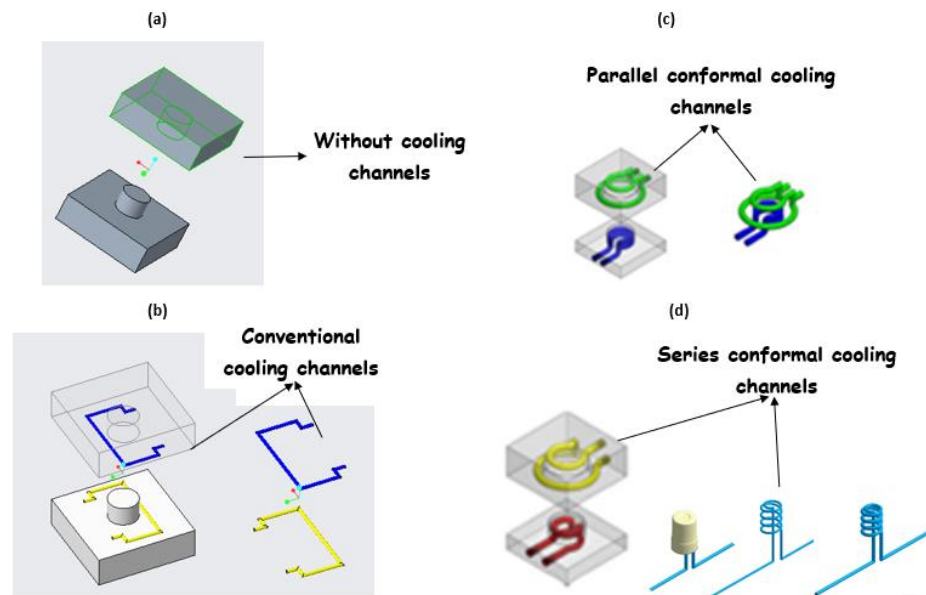 (a)
Without cooling
channels
(c)
Parallel conformal cooling
channels
(b)
Conventional
cooling channels
(d)
Series conformal cooling
channels